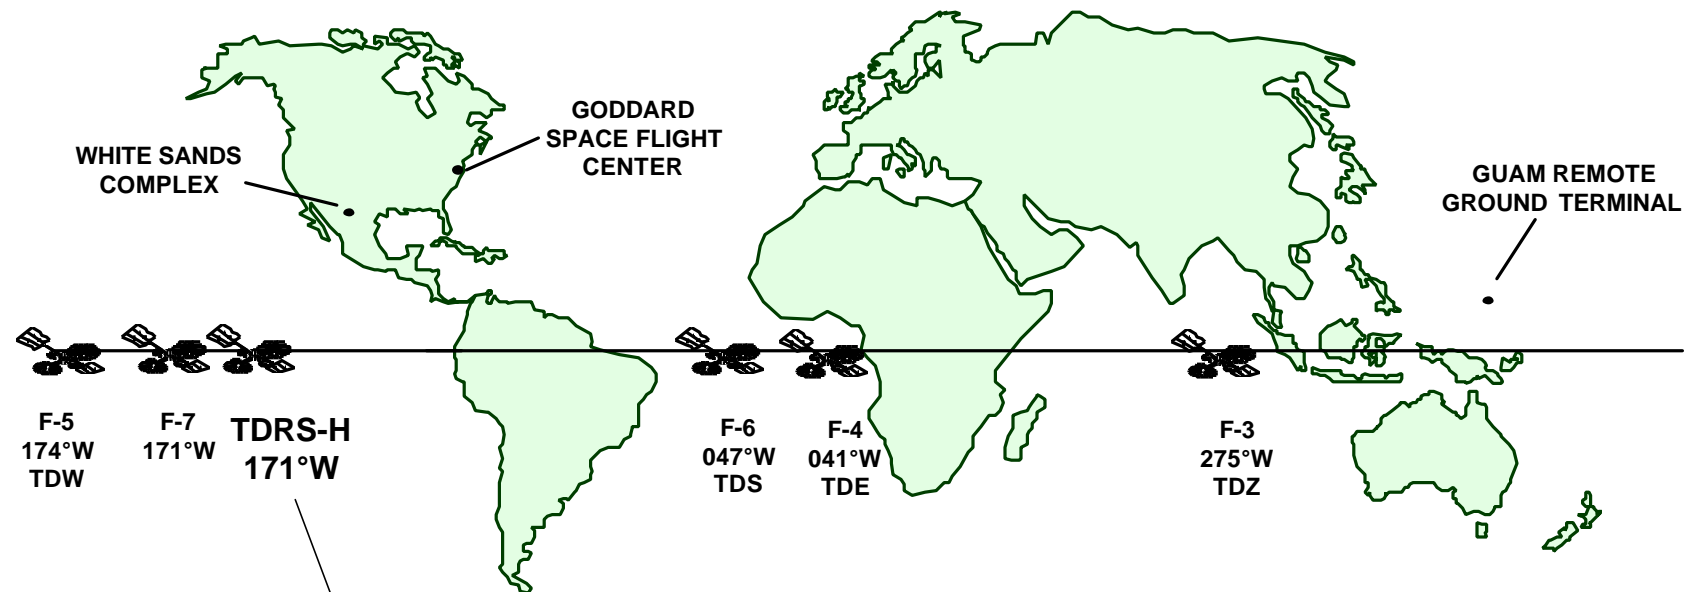 GODDARD
SPACE FLIGHT
CENTER
WHITE SANDS
COMPLEX
GUAM REMOTE
GROUND TERMINAL
F-5
174°W
TDW
F-7
171°W
TDRS-H
171°W
F-6
047°W
TDS
F-4
041°W
TDE
F-3
275°W
TDZ